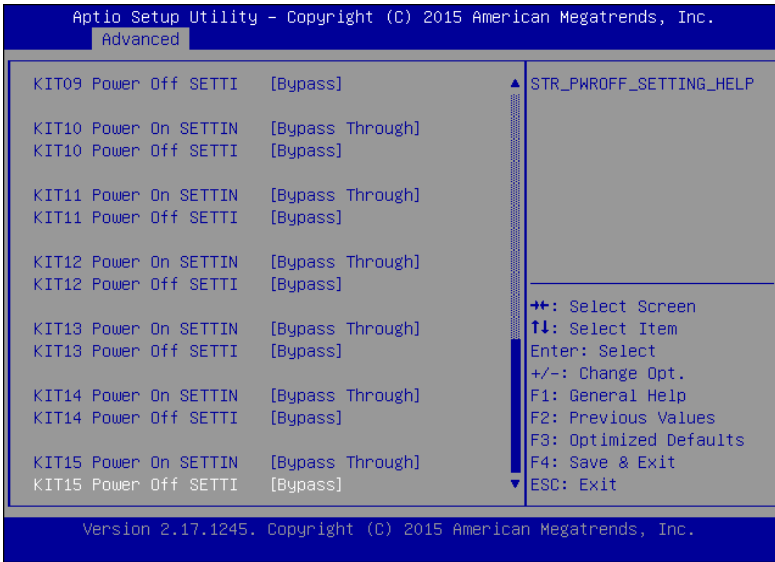 Aptio Setup Utility – Copyright (C) 2015 American Megatrends, Inc.
Advanced
KIT09 Power Off SETTI [Bypass]
KIT10 Power On SETTIN [Bypass Through]
KIT10 Power Off SETTI [Bypass]
KIT11 Power On SETTIN [Bypass Through]
KIT11 Power Off SETTI [Bypass]
KIT12 Power On SETTIN [Bypass Through]
KIT12 Power Off SETTI [Bypass]
KIT13 Power On SETTIN [Bypass Through]
KIT13 Power Off SETTI [Bypass]
KIT14 Power On SETTIN [Bypass Through]
KIT14 Power Off SETTI [Bypass]
KIT15 Power On SETTIN [Bypass Through]
KIT15 Power Off SETTI [Bypass]
STR_PWROFF_SETTING_HELP
→←: Select Screen
↑↓: Select Item
Enter: Select
+/-: Change Opt.
F1: General Help
F2: Previous Values
F3: Optimized Defaults
F4: Save & Exit
ESC: Exit
Version 2.17.1245. Copyright (C) 2015 American Megatrends, Inc.